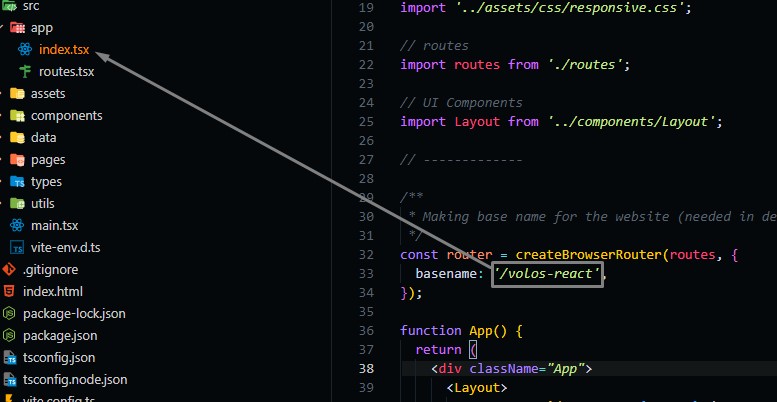 src
app
index.tsx
routes.tsx
assets
components
data
pages
types
utils
main.tsx
vite-env.d.ts
.gitignore
index.html
package-lock.json
package.json
tsconfig.json
tsconfig.node.json
vite.config.ts
19 import '../assets/css/responsive.css';
20
21 // routes
22 import routes from './routes';
23
24 // UI Components
25 import Layout from '../components/Layout';
26
27 // -------------
28
29 /**
30 * Making base name for the website (needed in de
31 */
32 const router = createBrowserRouter(routes, {
33 basename: '/volos-react',
34 });
35
36 function App() {
37 return (
38 <div className="App">
39 <Layout>